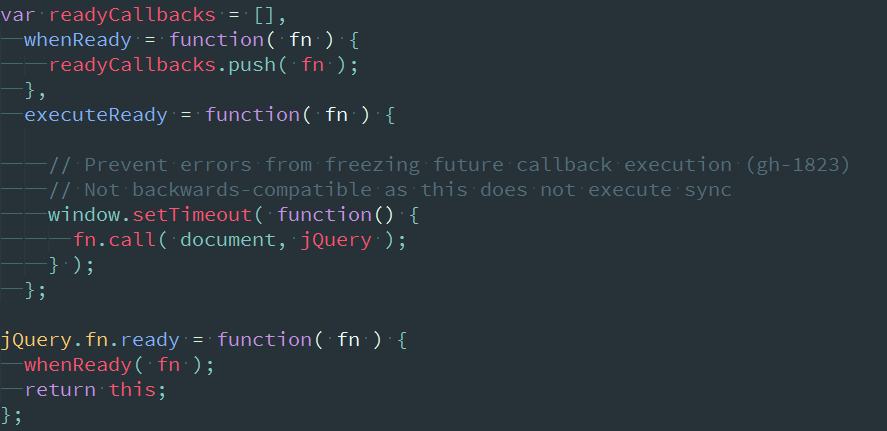 var readyCallbacks = [],
  whenReady = function( fn ) {
    readyCallbacks.push( fn );
  },
  executeReady = function( fn ) {

    // Prevent errors from freezing future callback execution (gh-1823)
    // Not backwards-compatible as this does not execute sync
    window.setTimeout( function() {
      fn.call( document, jQuery );
    } );
  };

jQuery.fn.ready = function( fn ) {
  whenReady( fn );
  return this;
};